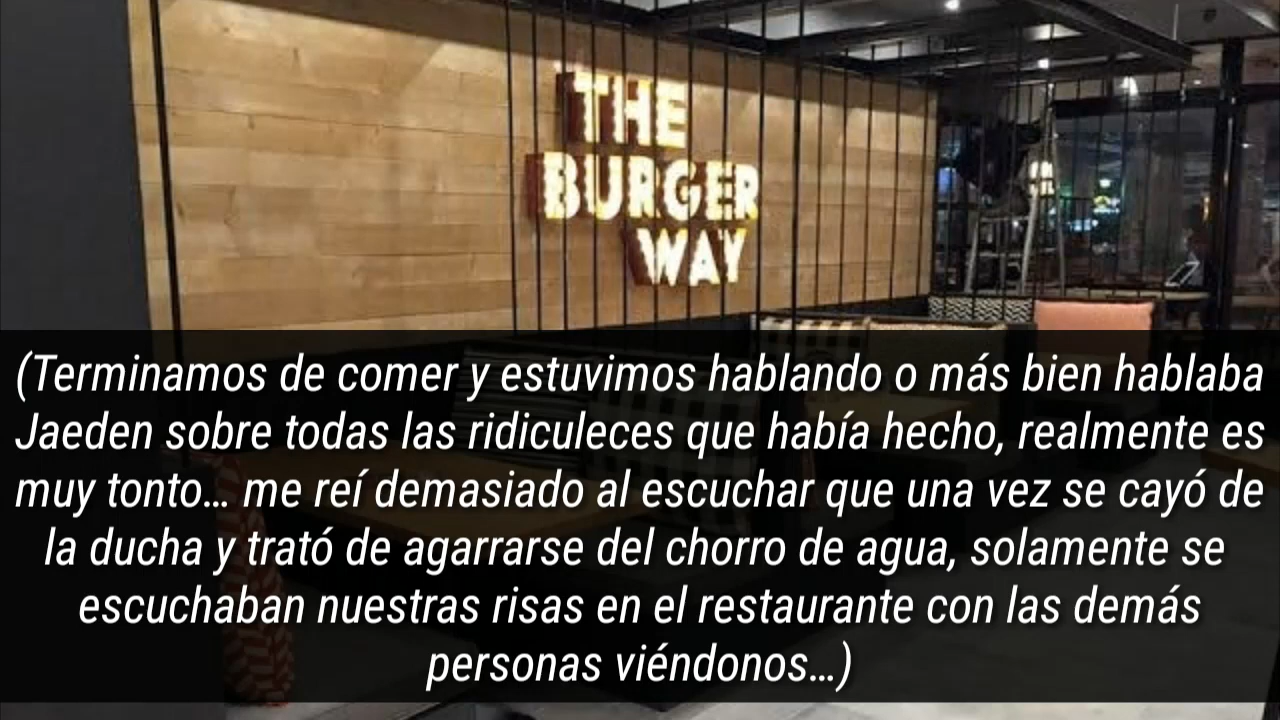 THE
BURGER
WAY
(Terminamos de comer y estuvimos hablando o más bien hablaba
Jaeden sobre todas las ridiculeces que había hecho, realmente es
muy tonto... me reí demasiado al escuchar que una vez se cayó de
la ducha y trató de agarrarse del chorro de agua, solamente se
escuchaban nuestras risas en el restaurante con las demás
personas viéndonos...)